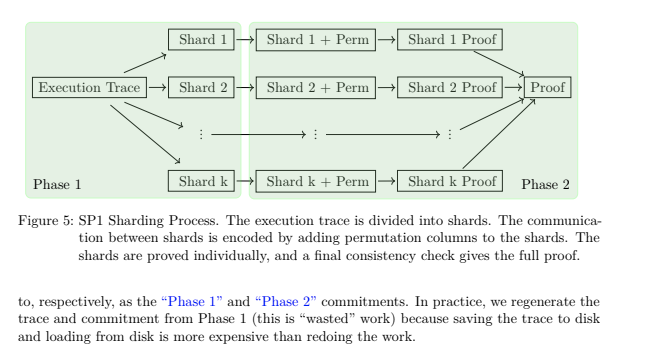 Shard 1
Shard 1 + Perm
Shard 1 Proof
Execution Trace
Shard 2
Shard 2 + Perm
Shard 2 Proof
Proof
⋮
⋮
⋮
Shard k
Shard k + Perm
Shard k Proof
Phase 1
Phase 2
Figure 5: SP1 Sharding Process. The execution trace is divided into shards. The communica-
tion between shards is encoded by adding permutation columns to the shards. The
shards are proved individually, and a final consistency check gives the full proof.
to, respectively, as the “Phase 1” and “Phase 2” commitments. In practice, we regenerate the
trace and commitment from Phase 1 (this is “wasted” work) because saving the trace to disk
and loading from disk is more expensive than redoing the work.